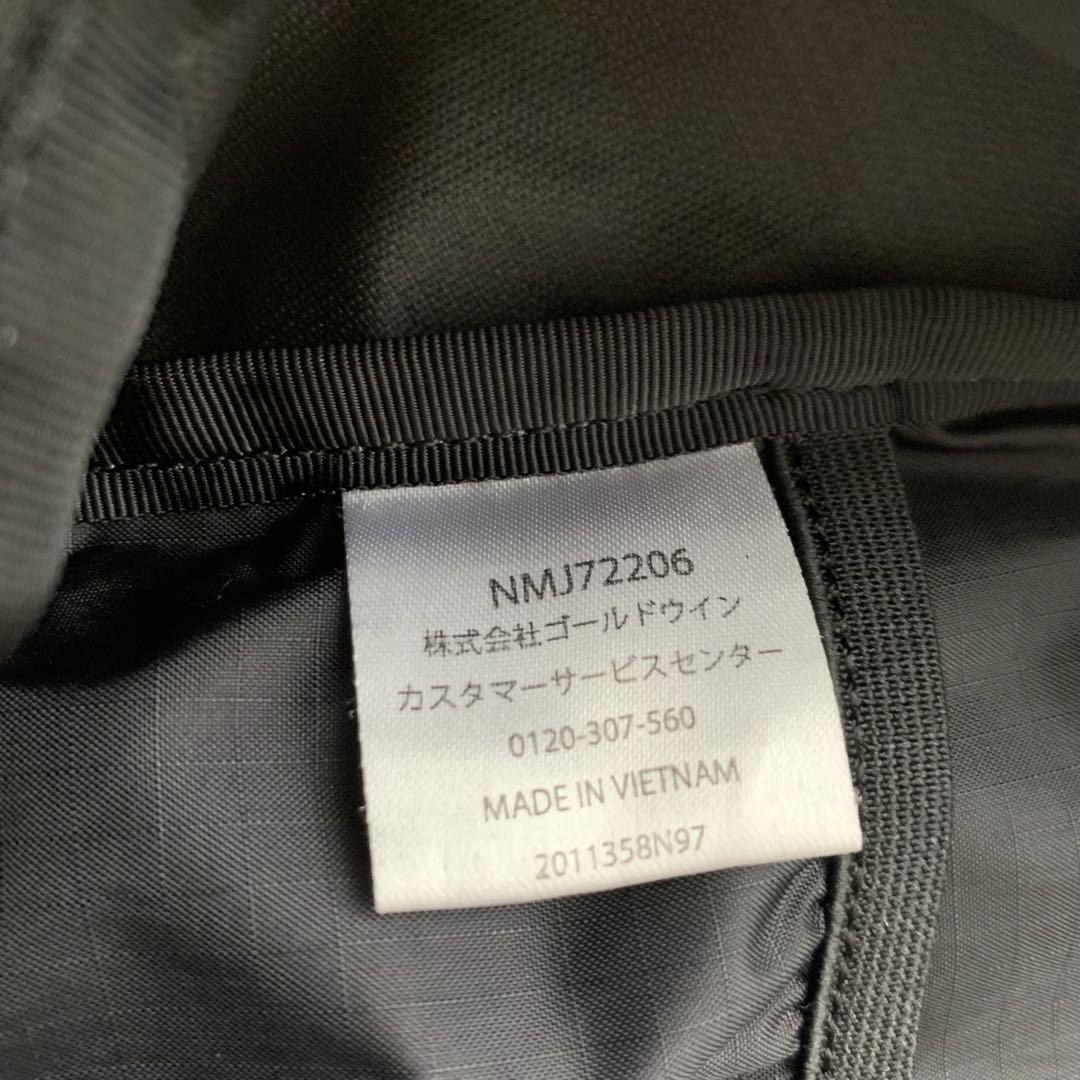 NMJ72206
株式会社ゴールドウイン
カスタマーサービスセンター
0120-307-560
MADE IN VIETNAM
2011358N97